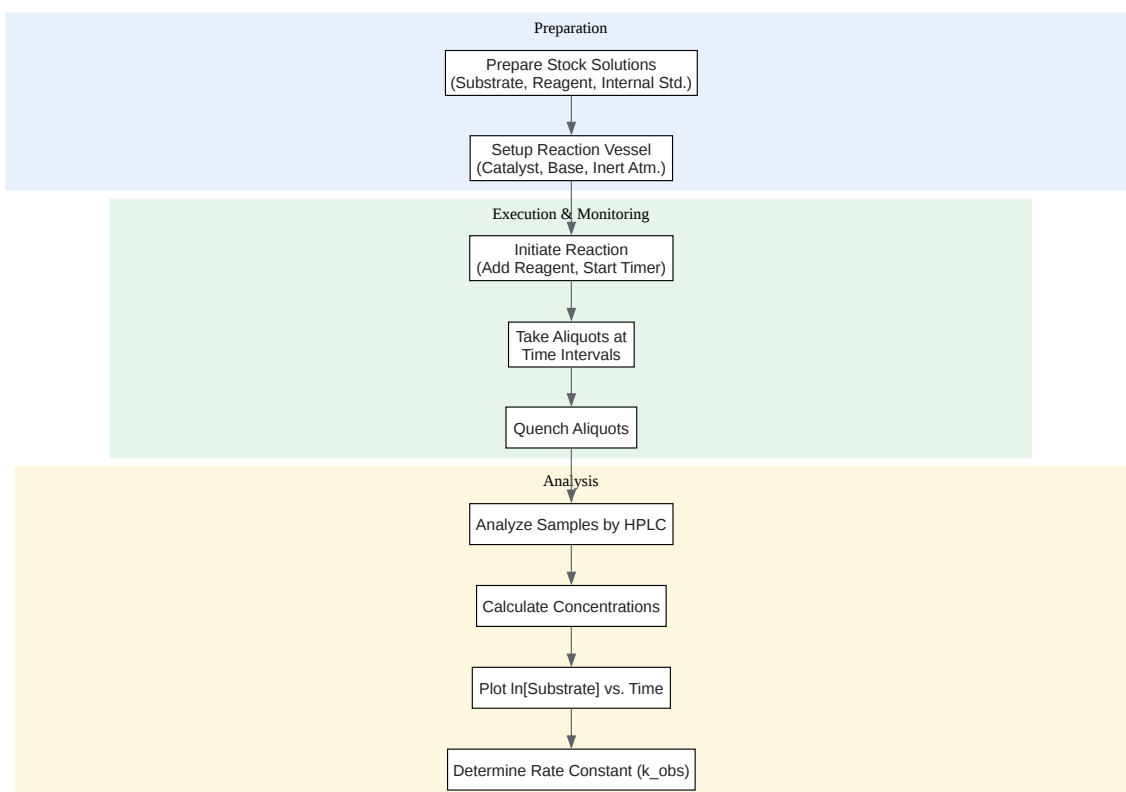 Preparation
Prepare Stock Solutions
(Substrate, Reagent, Internal Std.)
Setup Reaction Vessel
(Catalyst, Base, Inert Atm.)
Execution & Monitoring
Initiate Reaction
(Add Reagent, Start Timer)
Take Aliquots at
Time Intervals
Quench Aliquots
Analysis
Analyze Samples by HPLC
Calculate Concentrations
Plot ln[Substrate] vs. Time
Determine Rate Constant (k_obs)